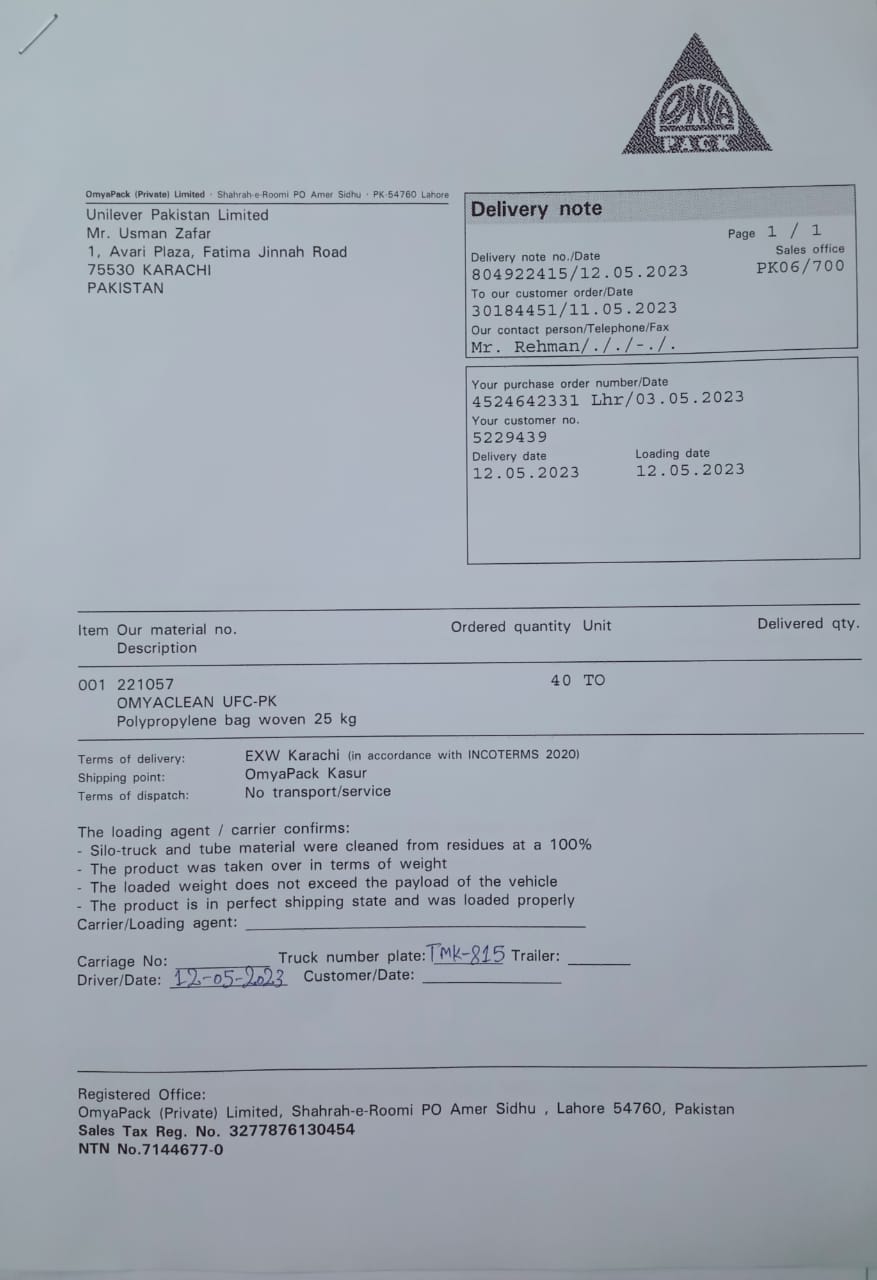 OMYA
PACK
OmyaPack (Private) Limited · Shahrah-e-Roomi PO Amer Sidhu · PK-54760 Lahore
Unilever Pakistan Limited
Mr. Usman Zafar
1, Avari Plaza, Fatima Jinnah Road
75530 KARACHI
PAKISTAN
Delivery note
Page 1 / 1
Delivery note no./Date Sales office
804922415/12.05.2023 PK06/700
To our customer order/Date
30184451/11.05.2023
Our contact person/Telephone/Fax
Mr. Rehman/././-./.
Your purchase order number/Date
4524642331 Lhr/03.05.2023
Your customer no.
5229439
Delivery date Loading date
12.05.2023 12.05.2023
Item Our material no. Ordered quantity Unit Delivered qty.
Description
001 221057 40 TO
OMYACLEAN UFC-PK
Polypropylene bag woven 25 kg
Terms of delivery: EXW Karachi (in accordance with INCOTERMS 2020)
Shipping point: OmyaPack Kasur
Terms of dispatch: No transport/service
The loading agent / carrier confirms:
- Silo-truck and tube material were cleaned from residues at a 100%
- The product was taken over in terms of weight
- The loaded weight does not exceed the payload of the vehicle
- The product is in perfect shipping state and was loaded properly
Carrier/Loading agent:
Carriage No: Truck number plate: TMK-815 Trailer:
Driver/Date: 12-05-2023 Customer/Date:
Registered Office:
OmyaPack (Private) Limited, Shahrah-e-Roomi PO Amer Sidhu , Lahore 54760, Pakistan
Sales Tax Reg. No. 3277876130454
NTN No.7144677-0